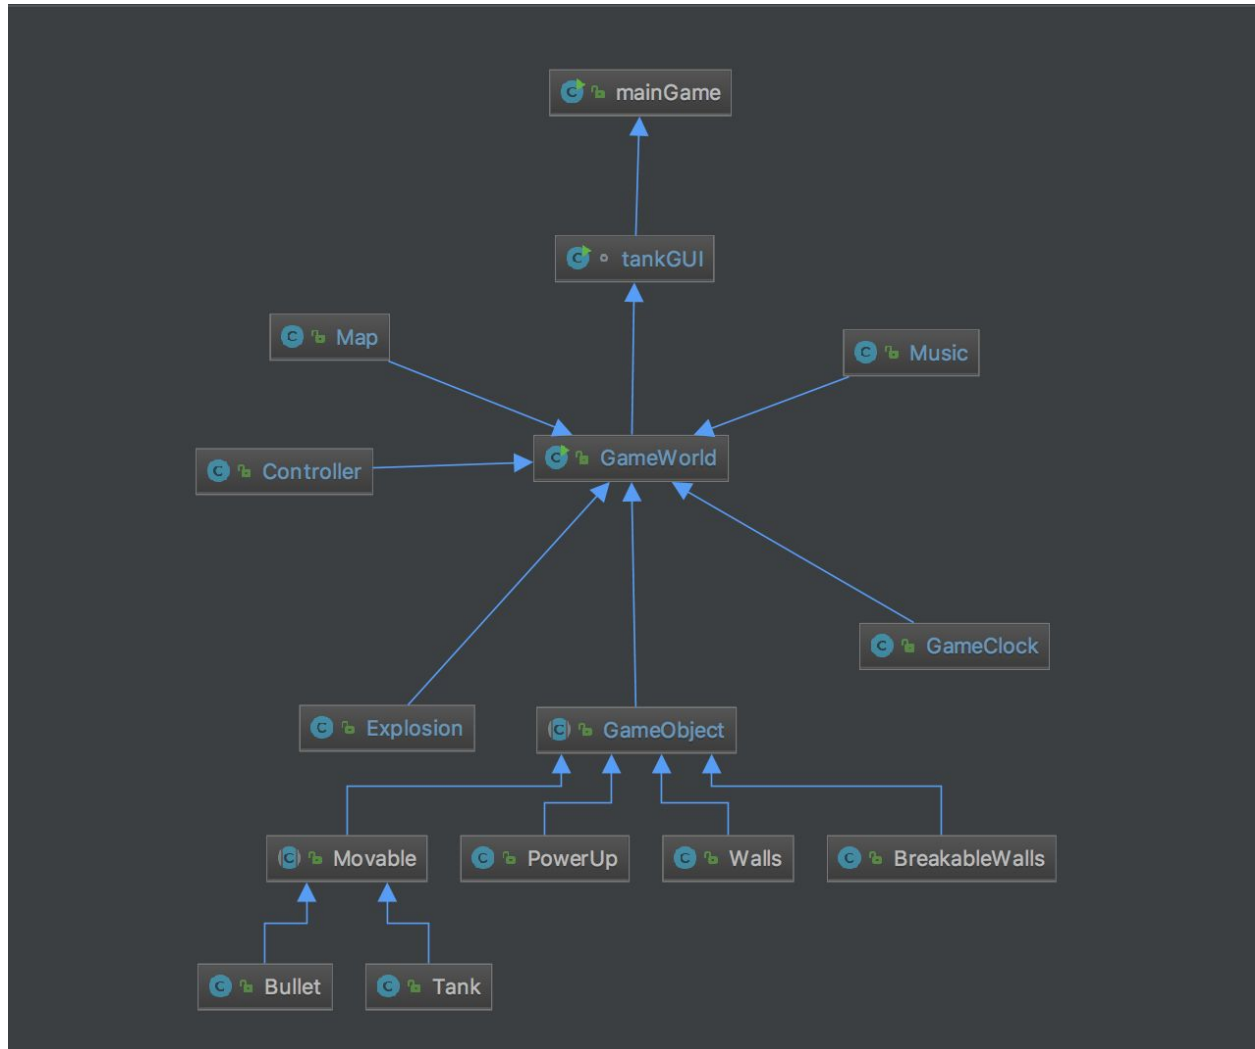 mainGame
tankGUI
Map
Music
GameWorld
Controller
GameClock
Explosion
GameObject
Movable
PowerUp
Walls
BreakableWalls
Bullet
Tank